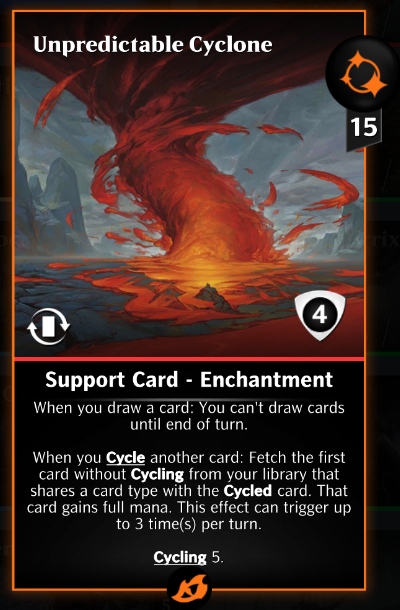 Unpredictable Cyclone
15
4
Support Card - Enchantment
When you draw a card: You can't draw cards
until end of turn.
When you Cycle another card: Fetch the first
card without Cycling from your library that
shares a card type with the Cycled card. That
card gains full mana. This effect can trigger up
to 3 time(s) per turn.
Cycling 5.